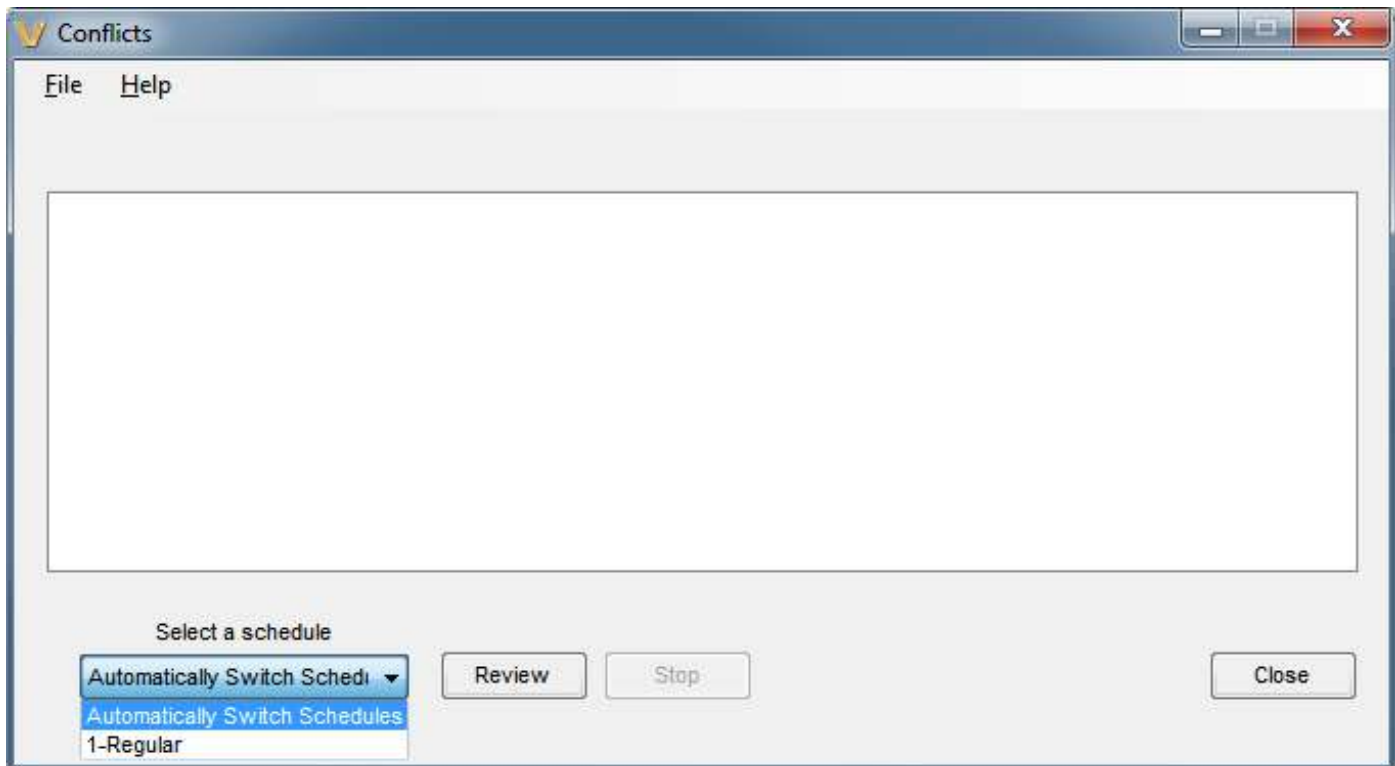 Conflicts
File Help
Select a schedule
Automatically Switch Sched Review Stop Close
Automatically Switch Schedules
1-Regular